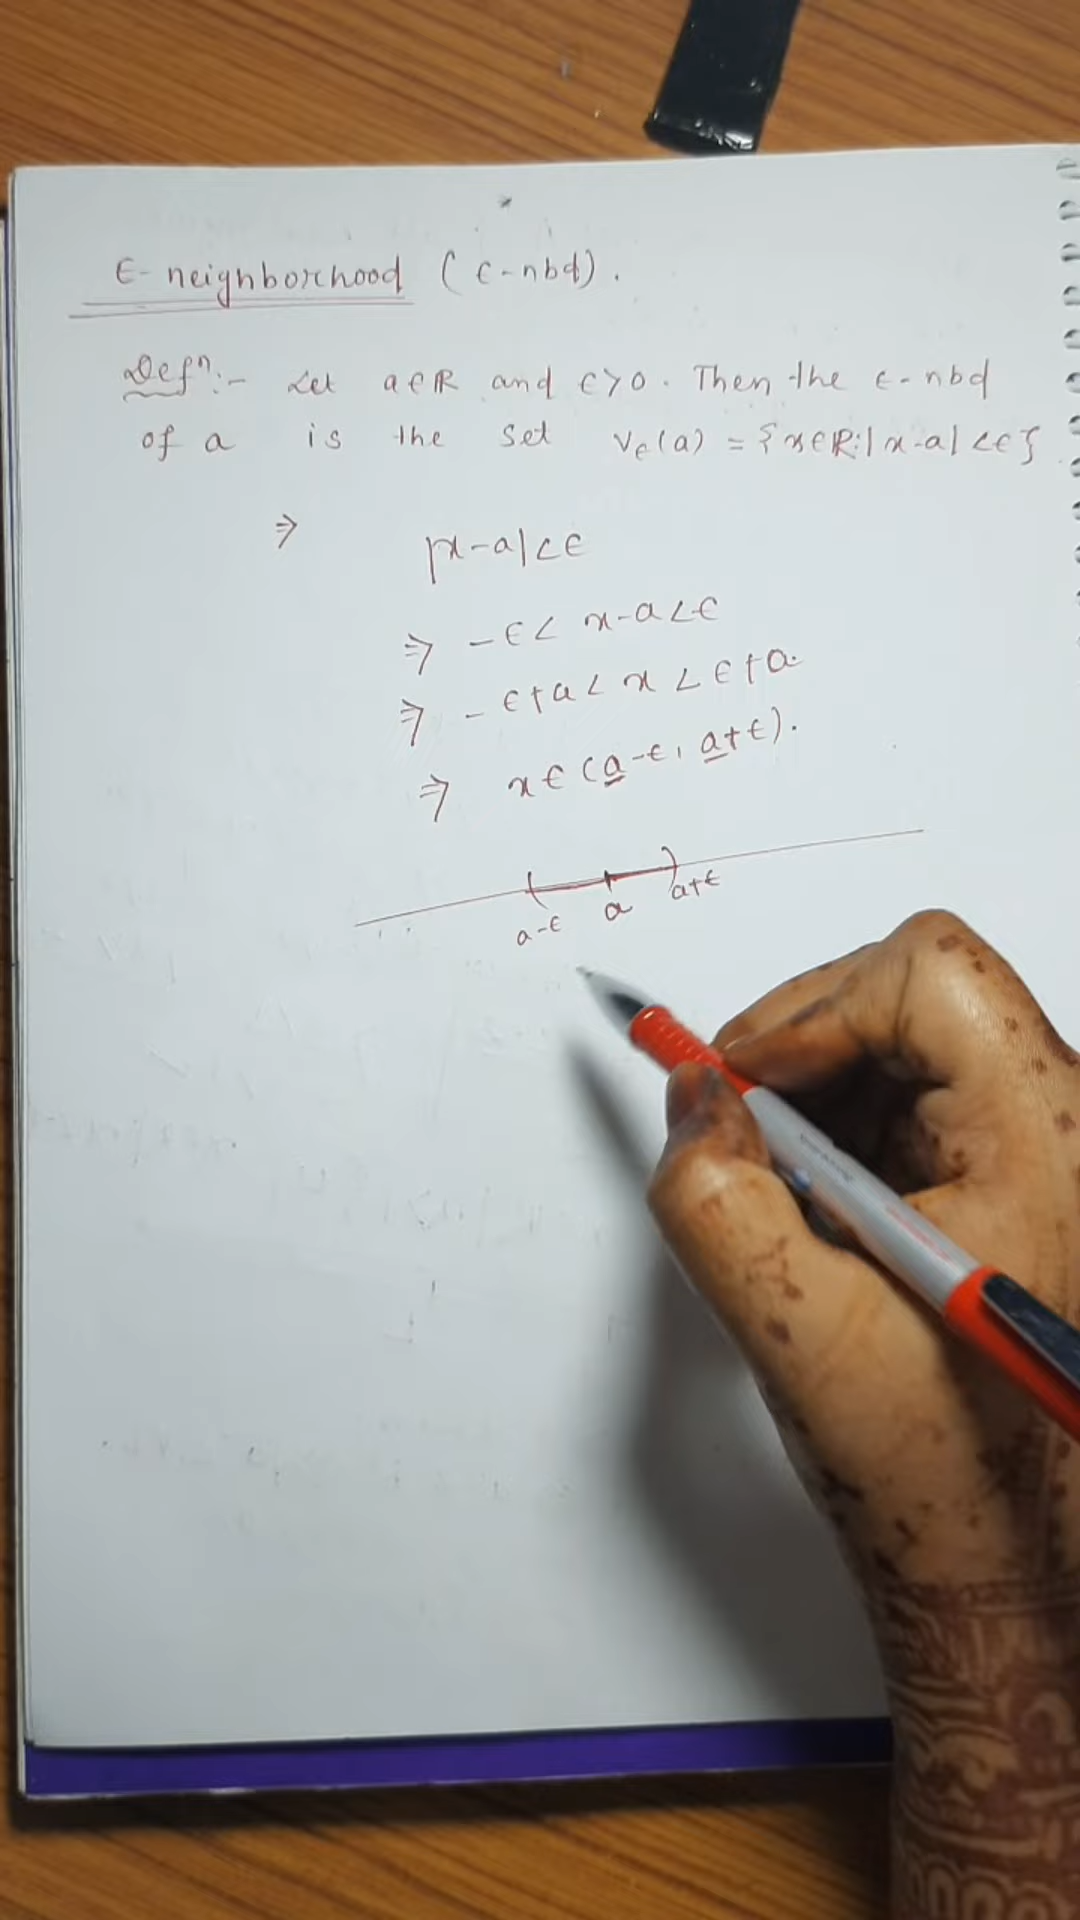 ϵ- neighborhood (ϵ-nbd).
Defⁿ:- Let a∈ℝ and ϵ>0. Then the ϵ-nbd
of a is the set Vϵ(a) = {x∈ℝ:|x-a|<ϵ}
⇒ |x-a|<ϵ
⇒ -ϵ< x-a<ϵ
⇒ -ϵ+a< x <ϵ+a.
⇒ x∈(a-ϵ, a+ϵ).
a-ϵ a a+ϵ